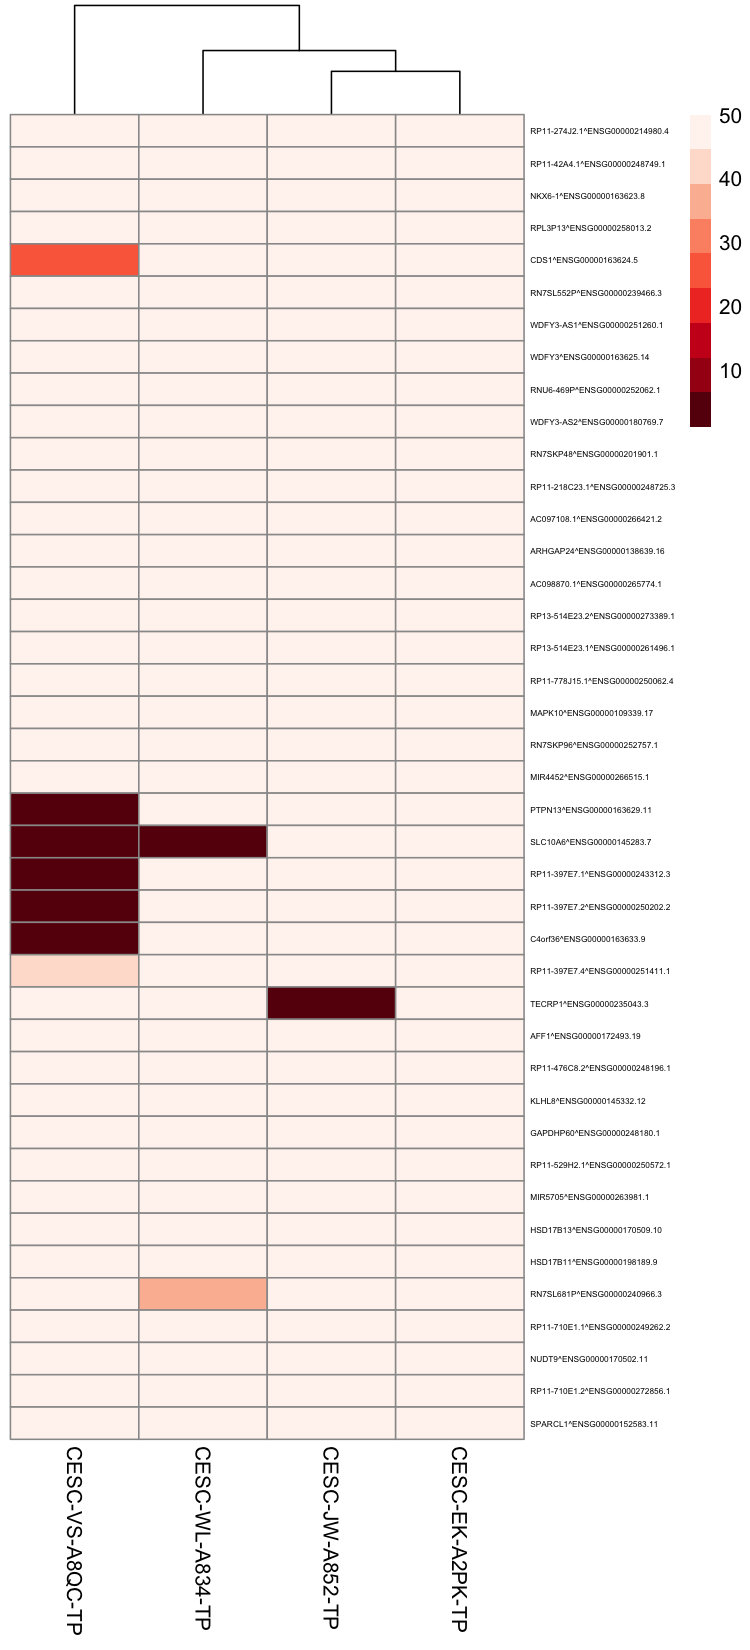 50
40
30
20
10
RP11-274J2.1^ENSG00000214980.4
RP11-42A4.1^ENSG00000248749.1
NKX6-1^ENSG00000163623.8
RPL3P13^ENSG00000258013.2
CDS1^ENSG00000163624.5
RN7SL552P^ENSG00000239466.3
WDFY3-AS1^ENSG00000251260.1
WDFY3^ENSG00000163625.14
RNU6-469P^ENSG00000252062.1
WDFY3-AS2^ENSG00000180769.7
RN7SKP48^ENSG00000201901.1
RP11-218C23.1^ENSG00000248725.3
AC097108.1^ENSG00000266421.2
ARHGAP24^ENSG00000138639.16
AC098870.1^ENSG00000265774.1
RP13-514E23.2^ENSG00000273389.1
RP13-514E23.1^ENSG00000261496.1
RP11-778J15.1^ENSG00000250062.4
MAPK10^ENSG00000109339.17
RN7SKP96^ENSG00000252757.1
MIR4452^ENSG00000266515.1
PTPN13^ENSG00000163629.11
SLC10A6^ENSG00000145283.7
RP11-397E7.1^ENSG00000243312.3
RP11-397E7.2^ENSG00000250202.2
C4orf36^ENSG00000163633.9
RP11-397E7.4^ENSG00000251411.1
TECRP1^ENSG00000235043.3
AFF1^ENSG00000172493.19
RP11-476C8.2^ENSG00000248196.1
KLHL8^ENSG00000145332.12
GAPDHP60^ENSG00000248180.1
RP11-529H2.1^ENSG00000250572.1
MIR5705^ENSG00000263981.1
HSD17B13^ENSG00000170509.10
HSD17B11^ENSG00000198189.9
RN7SL681P^ENSG00000240966.3
RP11-710E1.1^ENSG00000249262.2
NUDT9^ENSG00000170502.11
RP11-710E1.2^ENSG00000272856.1
SPARCL1^ENSG00000152583.11
CESC-VS-A8QC-TP
CESC-WL-A834-TP
CESC-JW-A852-TP
CESC-EK-A2PK-TP